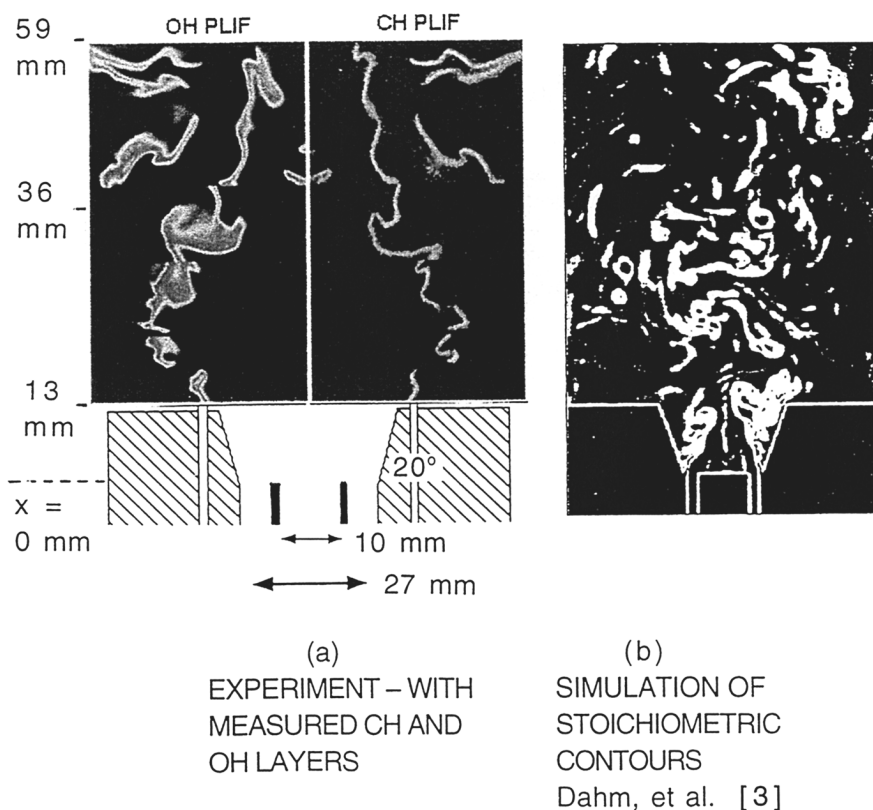 59
mm
OH PLIF
CH PLIF
36
mm
13
mm
20°
x =
0 mm
10 mm
27 mm
(a)
EXPERIMENT – WITH
MEASURED CH AND
OH LAYERS
(b)
SIMULATION OF
STOICHIOMETRIC
CONTOURS
Dahm, et al. [3]